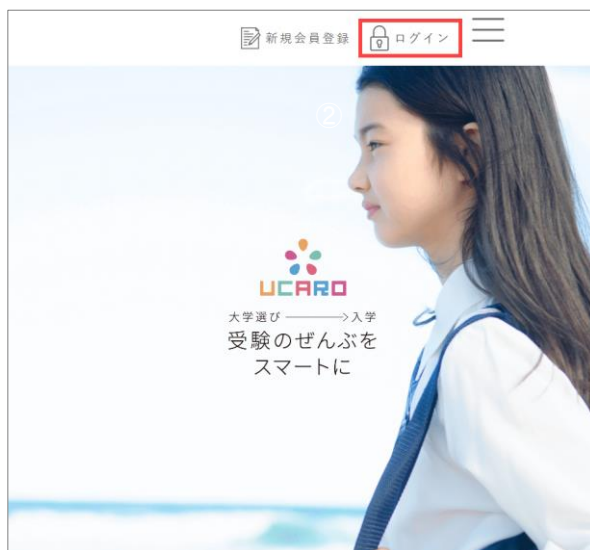 新規会員登録 ログイン
②
UCARO
大学選び → 入学
受験のぜんぶを
スマートに